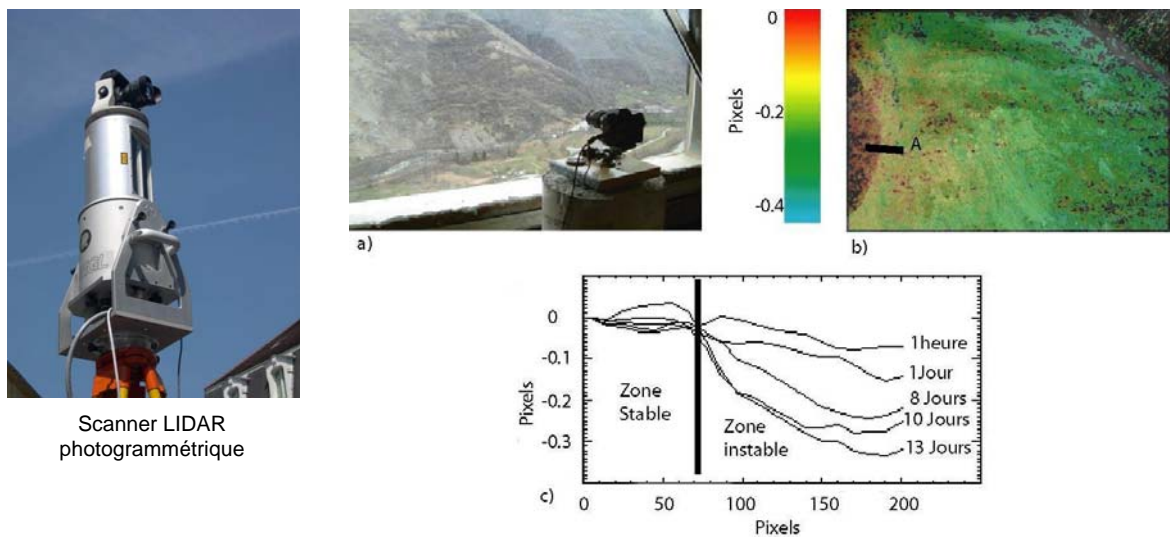 Scanner LIDAR
photogrammétrique
a)
Pixels
0
-0.2
-0.4
A
b)
Pixels
0
-0.1
-0.2
-0.3
Zone
Stable
Zone
instable
1heure
1Jour
8 Jours
10 Jours
13 Jours
c)
0
50
100
150
200
Pixels